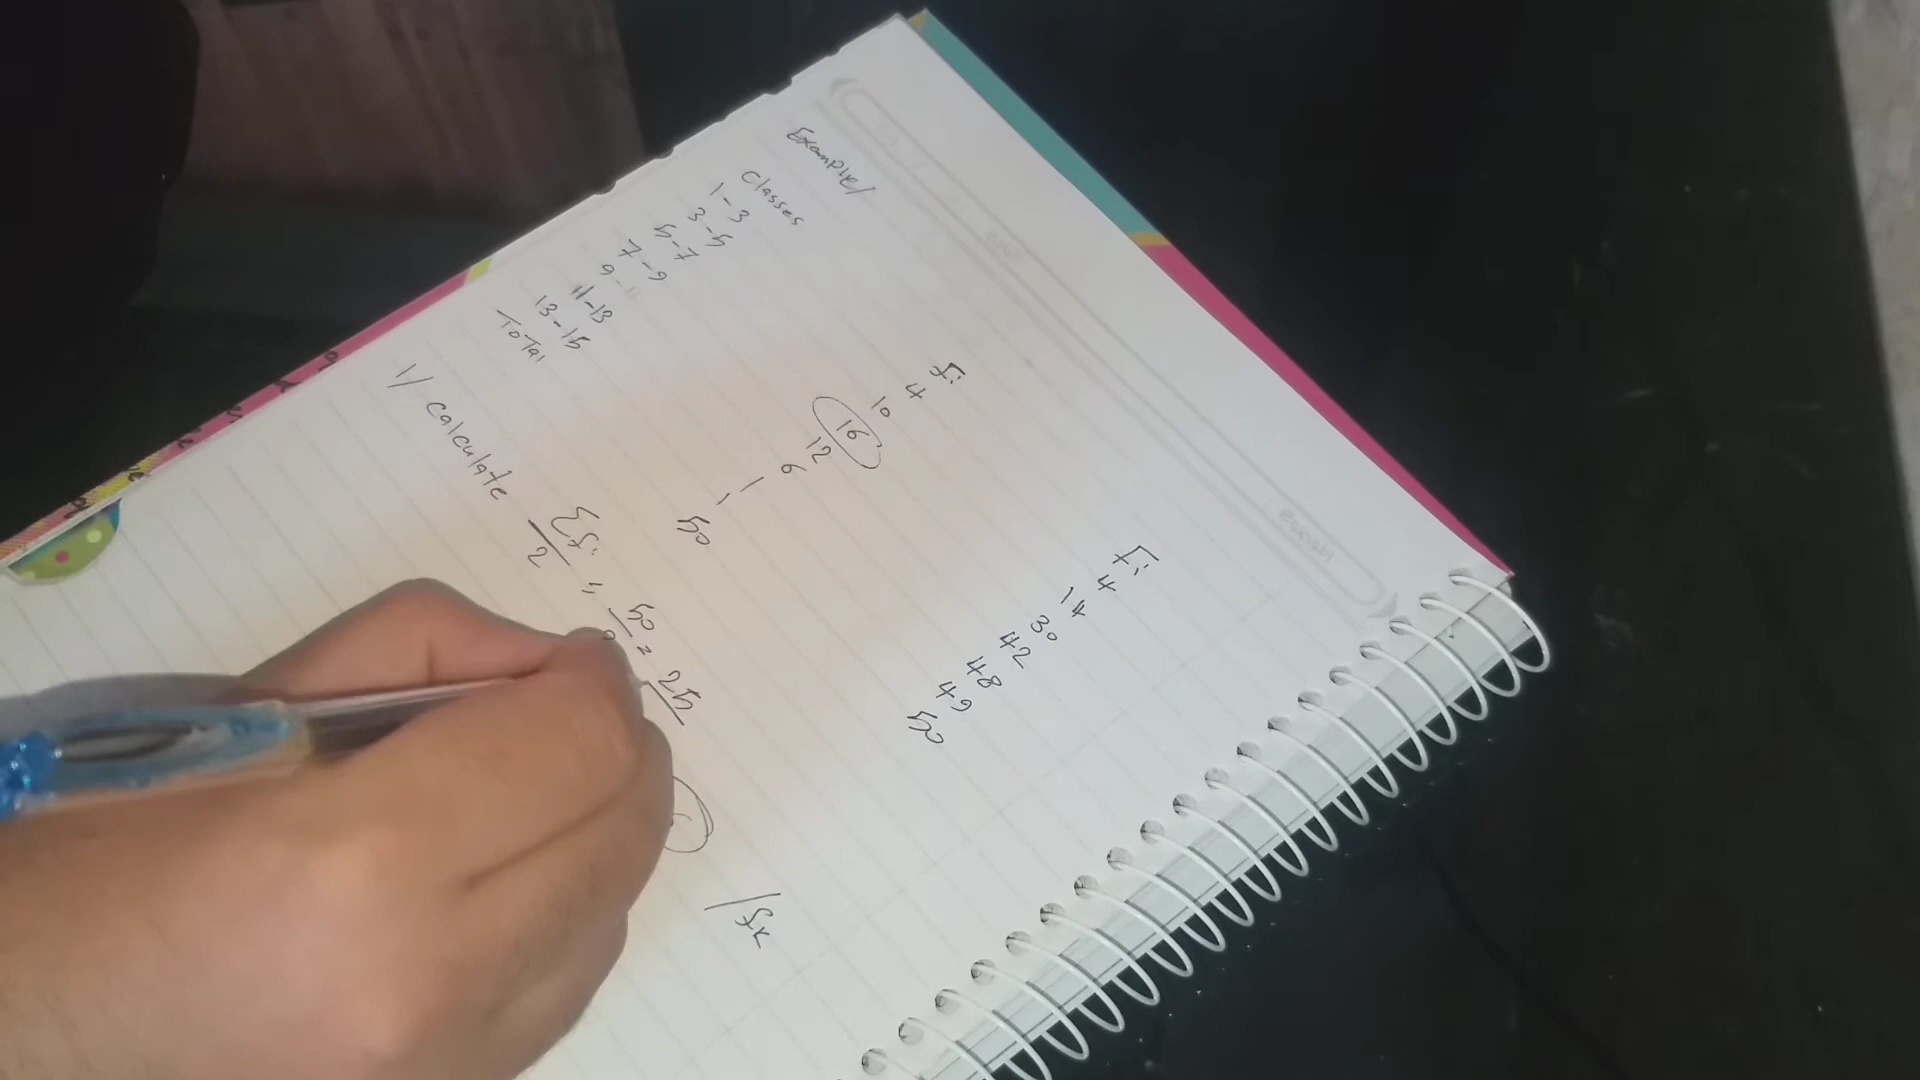 Example/
Classes fi Fi
1-3 4 4
3-5 10 14
5-7 16 30
7-9 12 42
9-11 6 48
11-13 1 49
13-15 1 50
Total 50
1/ calculate Σfi/2 = 50/ = 25
/fk